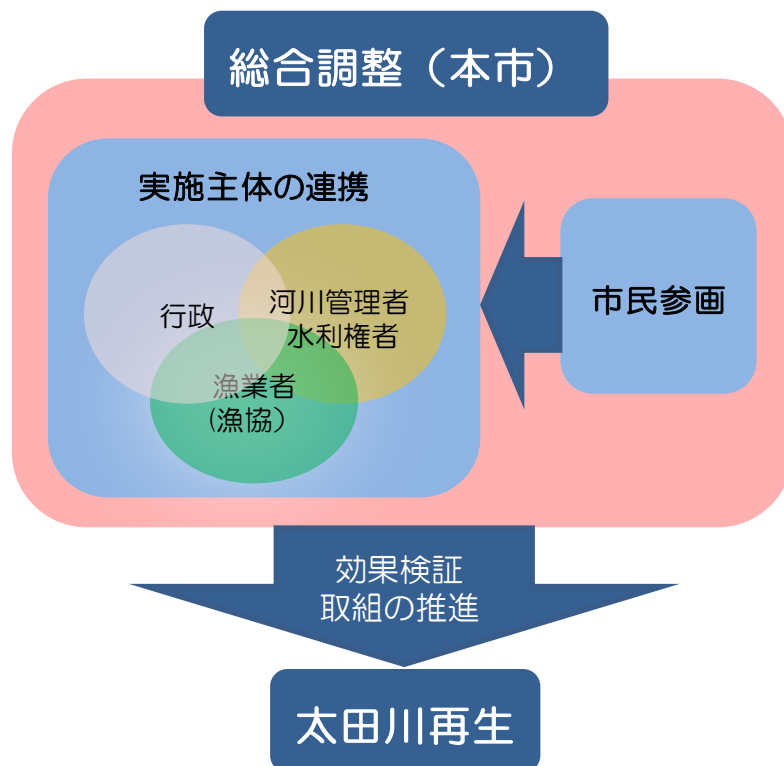 総合調整（本市）
実施主体の連携
行政
河川管理者
水利権者
漁業者
(漁協）
市民参画
効果検証
取組の推進
太田川再生